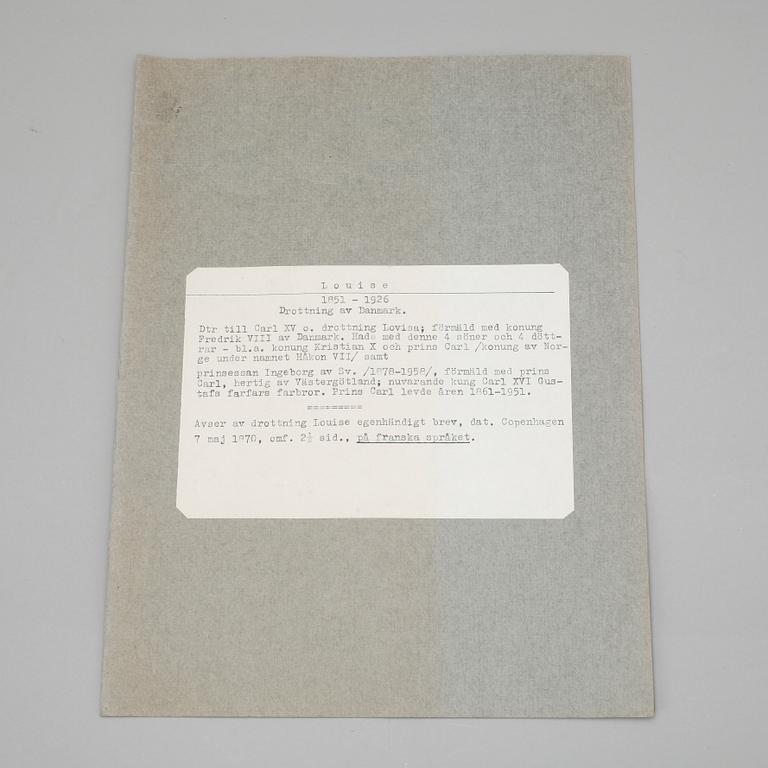 L o u i s e
1851 - 1926
Drottning av Danmark.
Dtr till Carl XV o. drottning Lovisa; förmäld med konung
Fredrik VIII av Danmark. Hade med denne 4 söner och 4 dött-
rar - bl.a. konung Kristian X och prins Carl /konung av Nor-
ge under namnet Håkon VII/ samt
prinsessan Ingeborg av Sv. /1878-1958/, förmäld med prins
Carl, hertig av Västergötland; nuvarande kung Carl XVI Gus-
tafs farfars farbror. Prins Carl levde åren 1861-1951.
=========
Avser av drottning Louise egenhändigt brev, dat. Copenhagen
7 maj 1870, omf. 2½ sid., på franska språket.